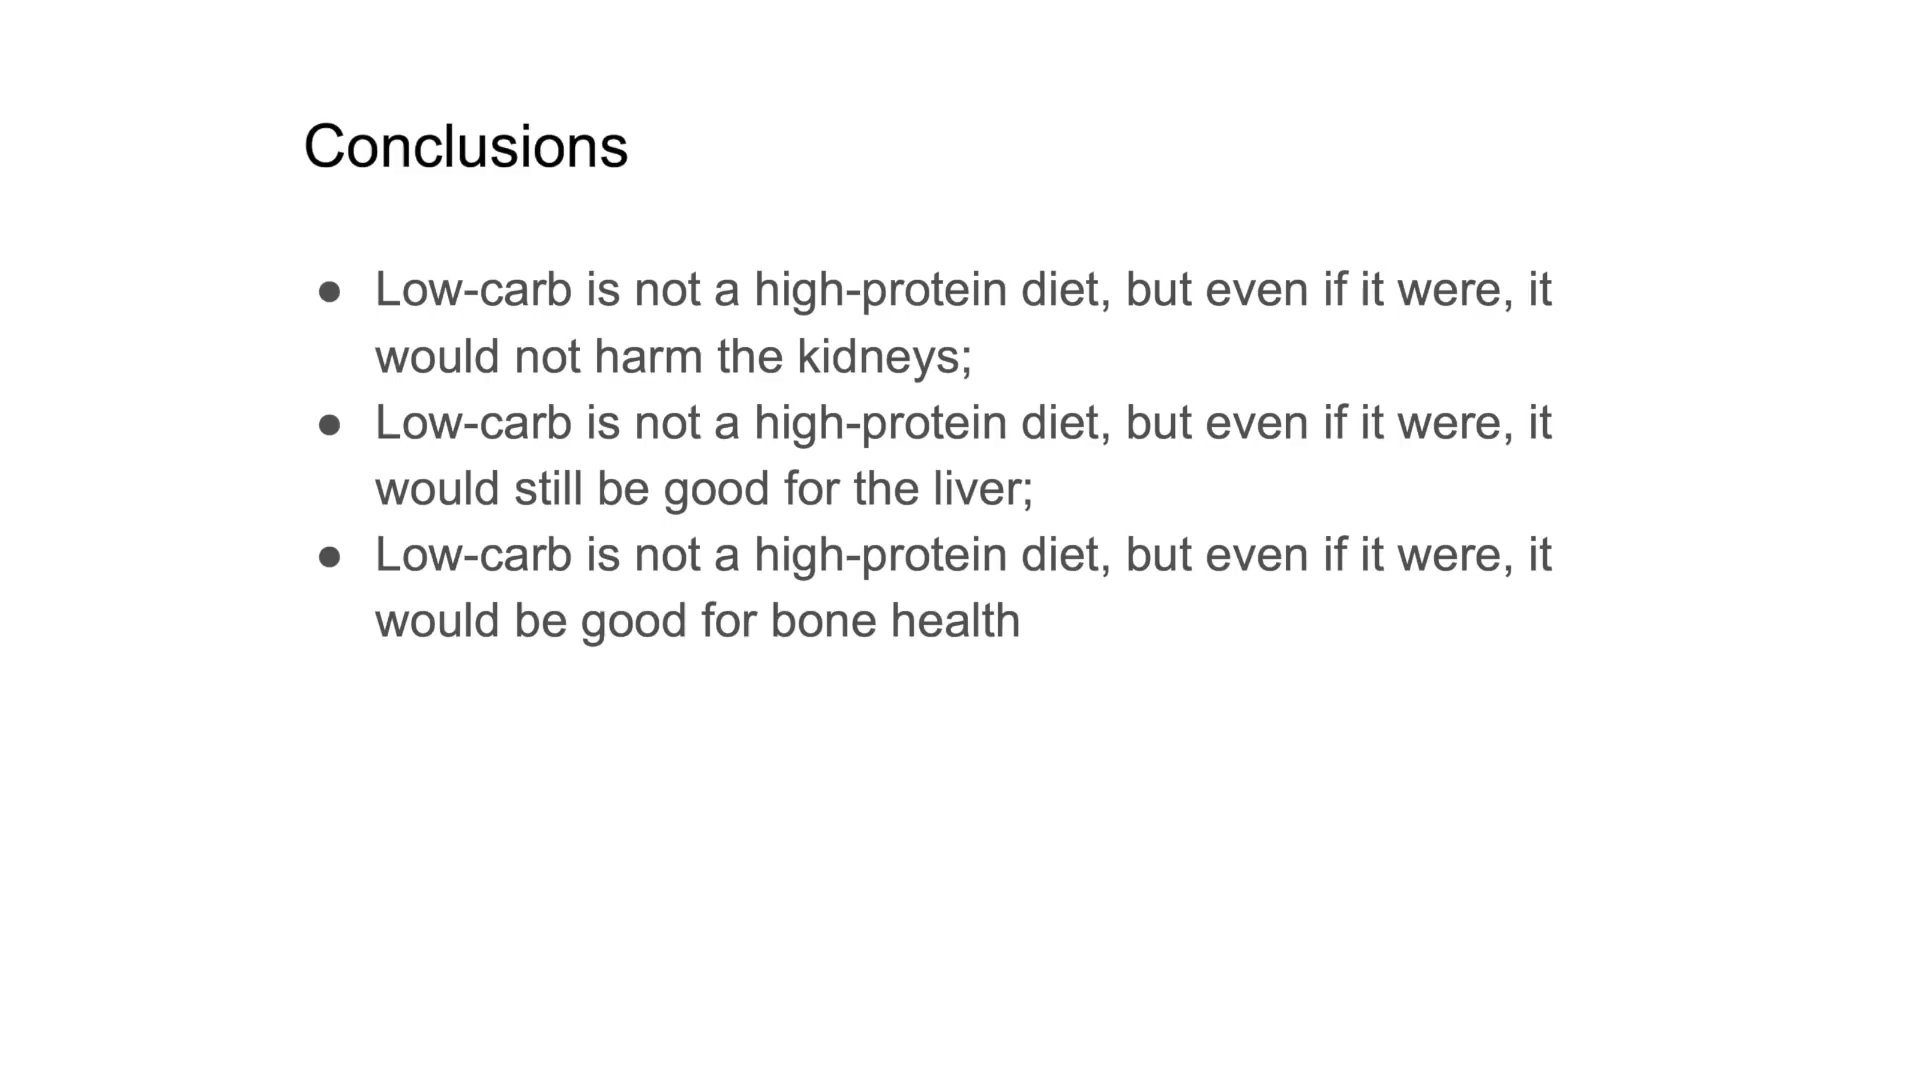 Conclusions
● Low-carb is not a high-protein diet, but even if it were, it
would not harm the kidneys;
● Low-carb is not a high-protein diet, but even if it were, it
would still be good for the liver;
● Low-carb is not a high-protein diet, but even if it were, it
would be good for bone health